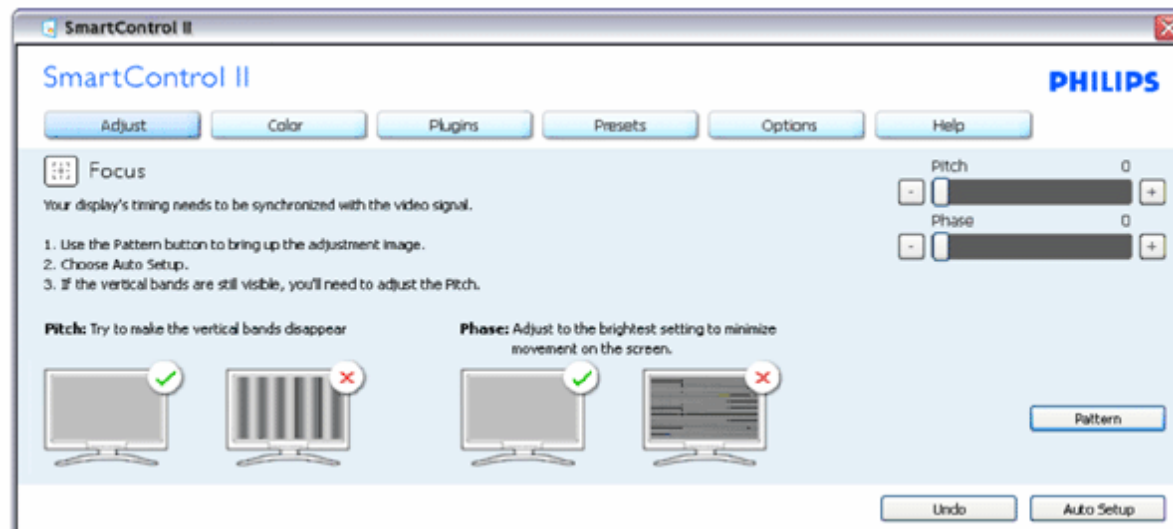 SmartControl II
SmartControl II
PHILIPS
Adjust
Color
Plugins
Presets
Options
Help
Focus
Your display's timing needs to be synchronized with the video signal.
1. Use the Pattern button to bring up the adjustment image.
2. Choose Auto Setup.
3. If the vertical bands are still visible, you'll need to adjust the Pitch.
Pitch 0
- +
Phase 0
- +
Pitch: Try to make the vertical bands disappear
Phase: Adjust to the brightest setting to minimize
movement on the screen.
Pattern
Undo
Auto Setup